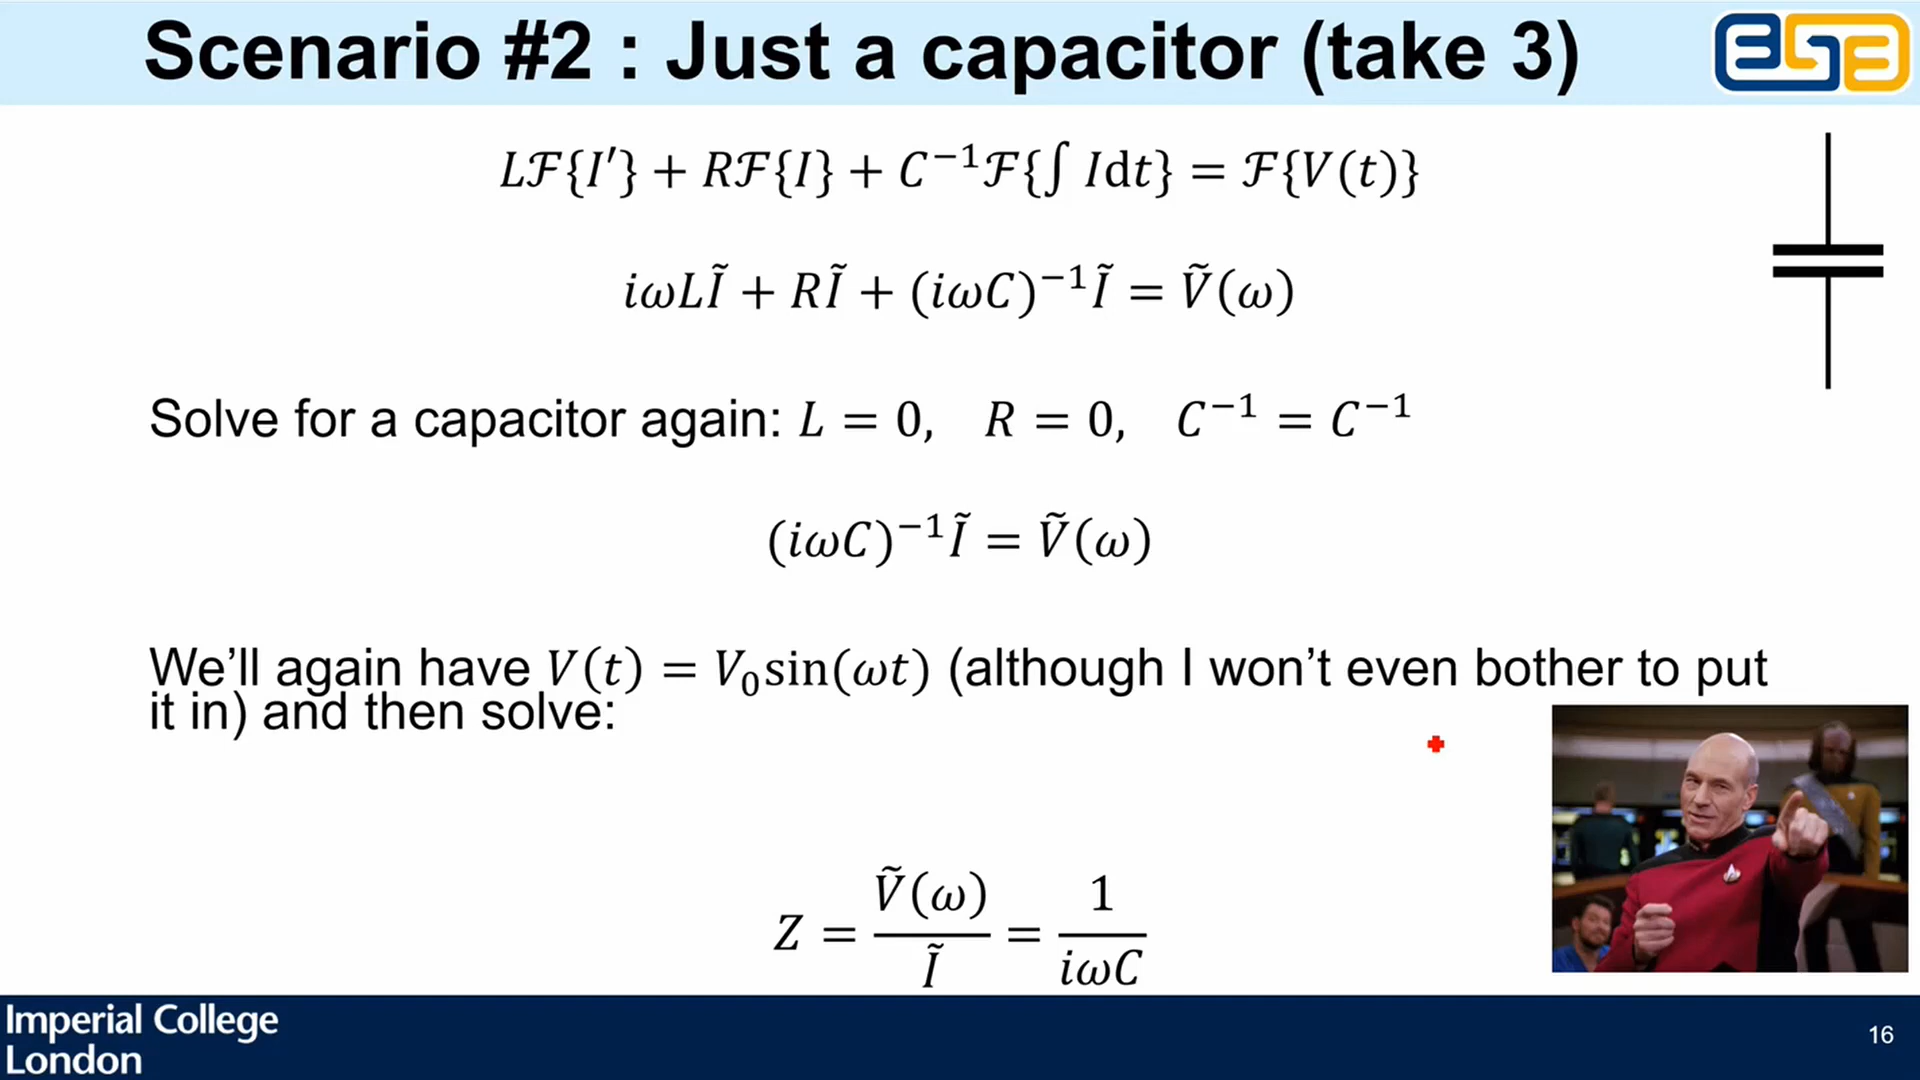 Scenario #2 : Just a capacitor (take 3)
Lℱ{I′} + Rℱ{I} + C⁻¹ℱ{∫ Idt} = ℱ{V(t)}
iωLĨ + RĨ + (iωC)⁻¹Ĩ = Ṽ(ω)
Solve for a capacitor again: L = 0, R = 0, C⁻¹ = C⁻¹
(iωC)⁻¹Ĩ = Ṽ(ω)
We’ll again have V(t) = V₀sin(ωt) (although I won’t even bother to put
it in) and then solve:
Z = Ṽ(ω)/Ĩ = 1/iωC
Imperial College
London
16